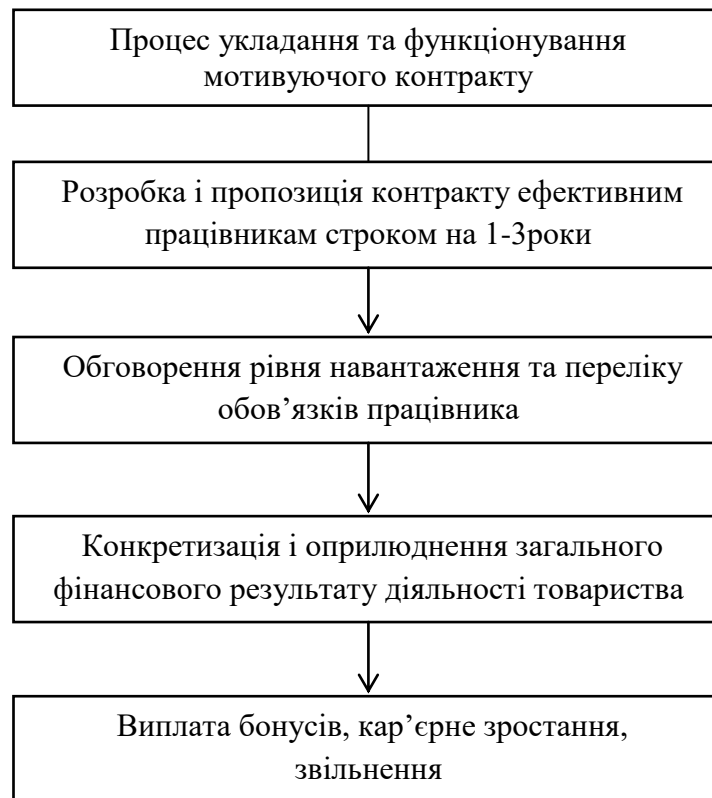 Процес укладання та функціонування
мотивуючого контракту
Розробка і пропозиція контракту ефективним
працівникам строком на 1-3роки
Обговорення рівня навантаження та переліку
обов’язків працівника
Конкретизація і оприлюднення загального
фінансового результату діяльності товариства
Виплата бонусів, кар’єрне зростання,
звільнення